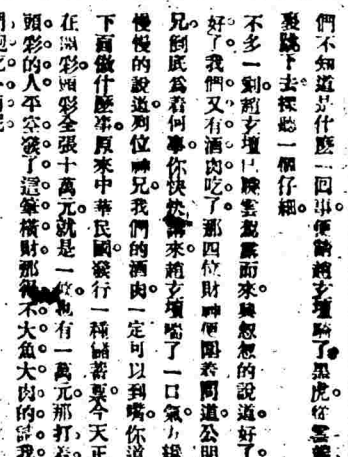 們不知道是什麼一回事便請趙玄壇騎了黑虎從雲端
裏跳下去探聽一個仔細。
不多一刻趙玄壇已騰雲駕霧而來興忽忽的說道好了。
好了我們又有酒肉吃了那四位財神便圍着問道公明
兄倒底爲着何事你快快講來趙玄壇喘了一口氣方纔
慢慢的說道列位神兄我們的酒肉一定可以到嘴你道
下面做什麼事原來中華民國發行一種儲蓄票今天正
在開彩頭彩全張十萬元就是一條也有一萬元那打着
頭彩的人平空發了這筆橫財那得不大魚大肉的請我